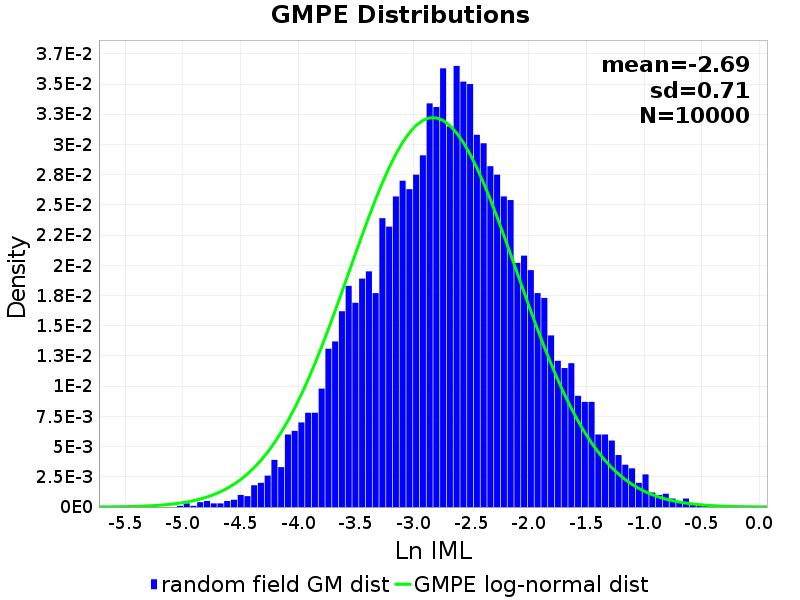 GMPE Distributions
mean=-2.69
sd=0.71
N=10000
3.7E-2
3.5E-2
3.3E-2
3E-2
2.8E-2
2.5E-2
2.2E-2
2E-2
1.8E-2
1.5E-2
1.3E-2
1E-2
7.5E-3
5E-3
2.5E-3
0E0
Density
-5.5 -5.0 -4.5 -4.0 -3.5 -3.0 -2.5 -2.0 -1.5 -1.0 -0.5 0.0
Ln IML
random field GM dist GMPE log-normal dist